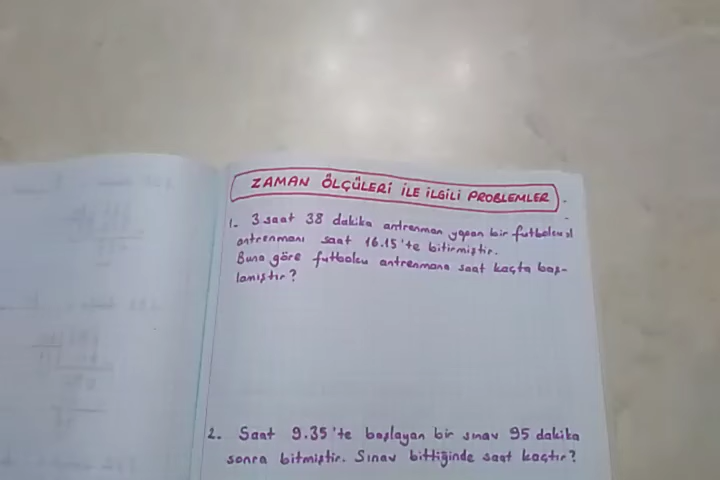 ZAMAN ÖLÇÜLERİ İLE İLGİLİ PROBLEMLER
1- 3 saat 38 dakika antrenman yapan bir futbolcu
antrenmanı saat 16.15'te bitirmiştir.
Buna göre futbolcu antrenmana saat kaçta baş-
lamıştır?
2. Saat 9.35'te başlayan bir sınav 95 dakika
sonra bitmiştir. Sınav bittiğinde saat kaçtır?